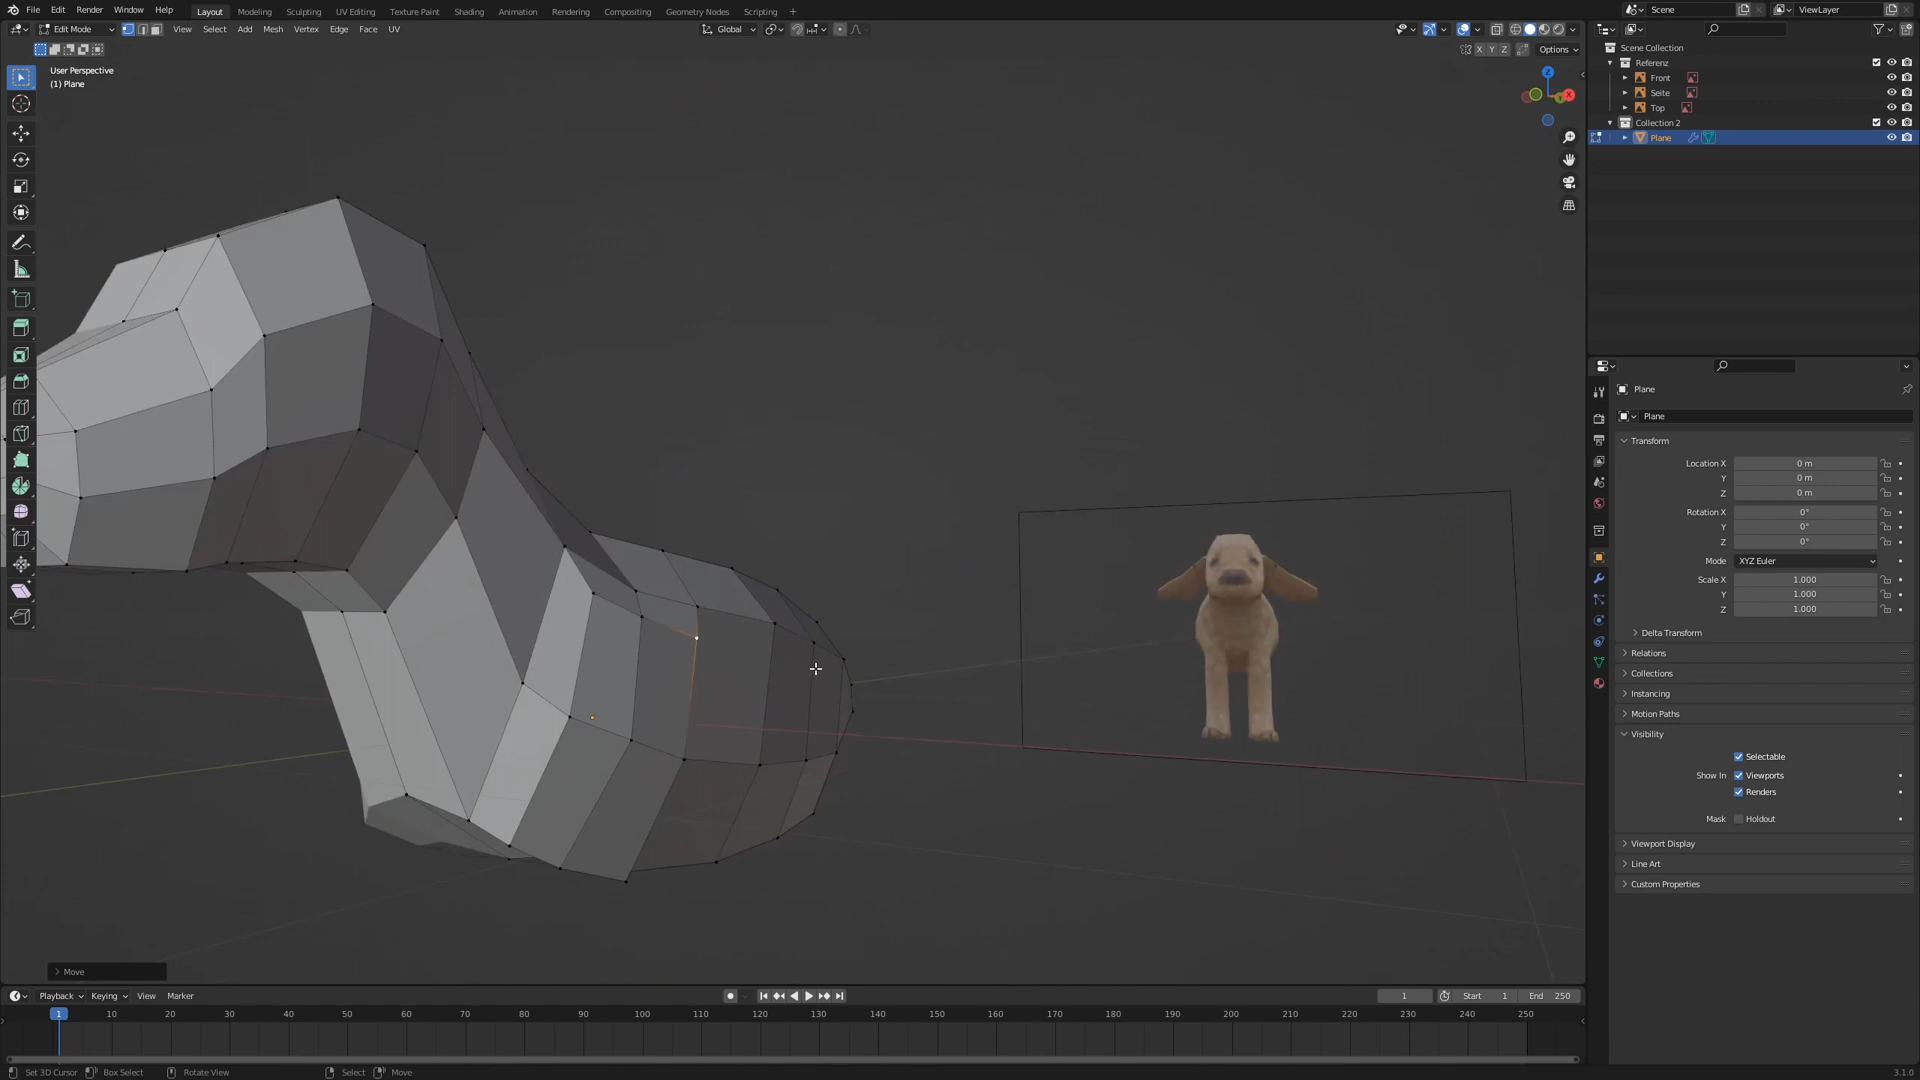 File Edit Render Window Help Layout Modeling Sculpting UV Editing Texture Paint Shading Animation Rendering Compositing Geometry Nodes Scripting + Scene ViewLayer
Edit Mode View Select Add Mesh Vertex Edge Face UV Global
X Y Z Options
User Perspective
(1) Plane
Z
X
Scene Collection
Referenz
Front
Seite
Top
Collection 2
Plane
Plane
Plane
Transform
Location X 0 m
Y 0 m
Z 0 m
Rotation X 0°
Y 0°
Z 0°
Mode XYZ Euler
Scale X 1.000
Y 1.000
Z 1.000
Delta Transform
Relations
Collections
Instancing
Motion Paths
Visibility
Selectable
Show In Viewports
Renders
Mask Holdout
Viewport Display
Line Art
Custom Properties
Move
Playback Keying View Marker 1 Start 1 End 250
1 10 20 30 40 50 60 70 80 90 100 110 120 130 140 150 160 170 180 190 200 210 220 230 240 250
Set 3D Cursor Box Select Rotate View Select Move 3.1.0